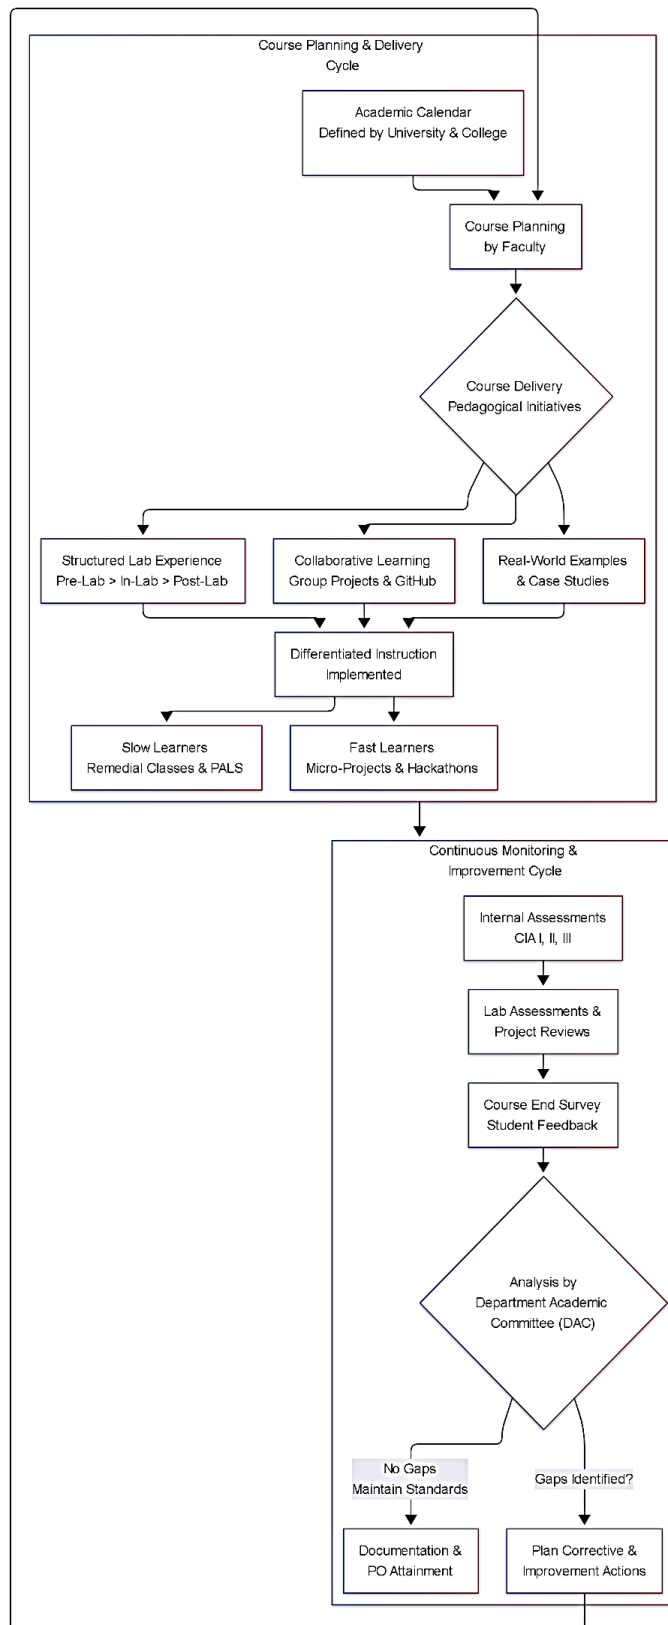 Course Planning & Delivery
Cycle
Academic Calendar
Defined by University & College
Course Planning
by Faculty
Course Delivery
Pedagogical Initiatives
Structured Lab Experience
Pre-Lab > In-Lab > Post-Lab
Collaborative Learning
Group Projects & GitHub
Real-World Examples
& Case Studies
Differentiated Instruction
Implemented
Slow Learners
Remedial Classes & PALS
Fast Learners
Micro-Projects & Hackathons
Continuous Monitoring &
Improvement Cycle
Internal Assessments
CIA I, II, III
Lab Assessments &
Project Reviews
Course End Survey
Student Feedback
Analysis by
Department Academic
Committee (DAC)
No Gaps
Maintain Standards
Gaps Identified?
Documentation &
PO Attainment
Plan Corrective &
Improvement Actions